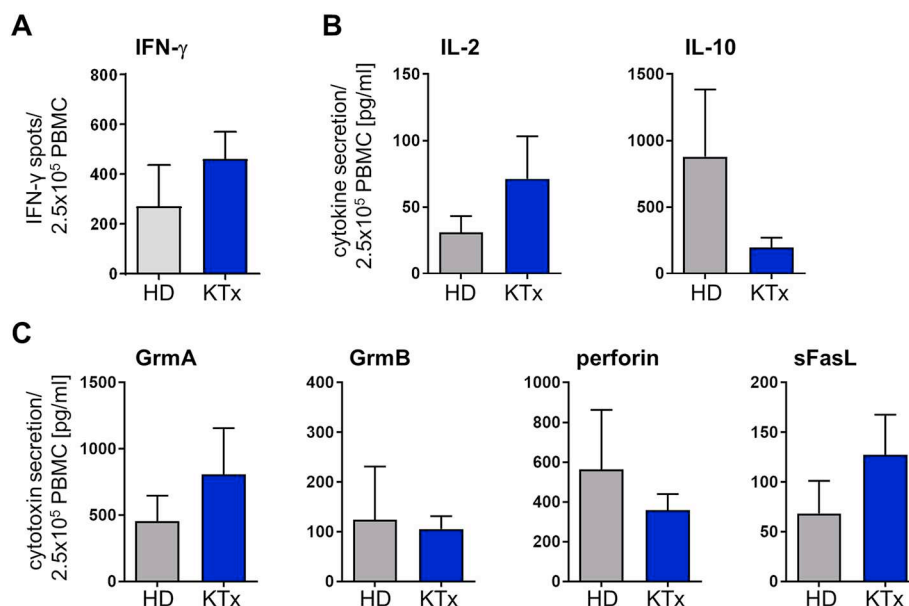 A
IFN-γ
IFN-γ spots/
2.5x10⁵ PBMC
800
600
400
200
0
HD KTx
B
IL-2
cytokine secretion/
2.5x10⁵ PBMC [pg/ml]
150
100
50
0
HD KTx
IL-10
1500
1000
500
0
HD KTx
C
GrmA
cytotoxin secretion/
2.5x10⁵ PBMC [pg/ml]
1500
1000
500
0
HD KTx
GrmB
400
300
200
100
0
HD KTx
perforin
1000
800
600
400
200
0
HD KTx
sFasL
200
150
100
50
0
HD KTx